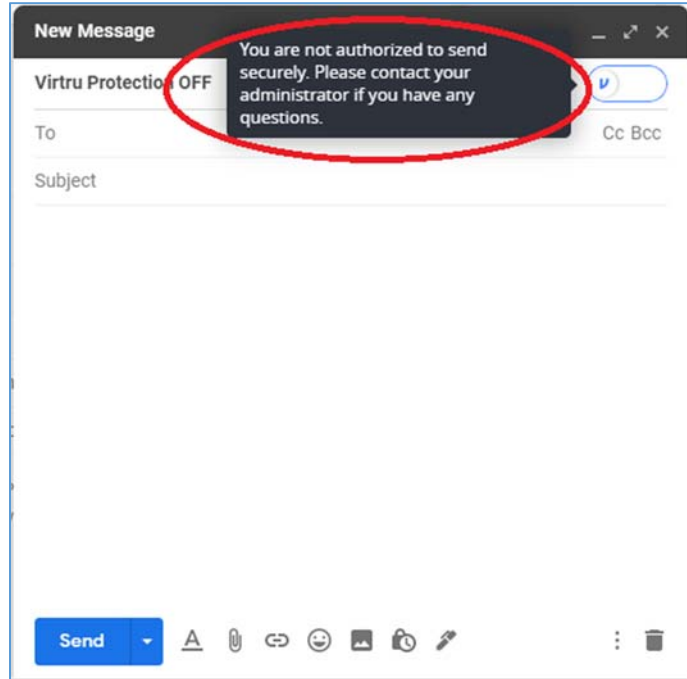 New Message
You are not authorized to send
securely. Please contact your
administrator if you have any
questions.
Virtru Protection OFF
To
Cc Bcc
Subject
Send